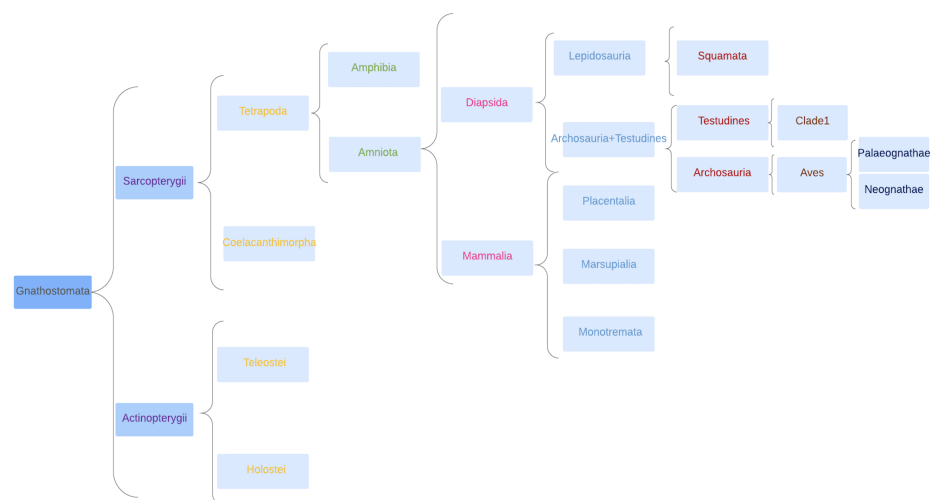 Gnathostomata
Sarcopterygii
Actinopterygii
Tetrapoda
Coelacanthimorpha
Teleostei
Holostei
Amphibia
Amniota
Diapsida
Mammalia
Lepidosauria
Archosauria+Testudines
Placentalia
Marsupialia
Monotremata
Squamata
Testudines
Archosauria
Clade1
Aves
Palaeognathae
Neognathae